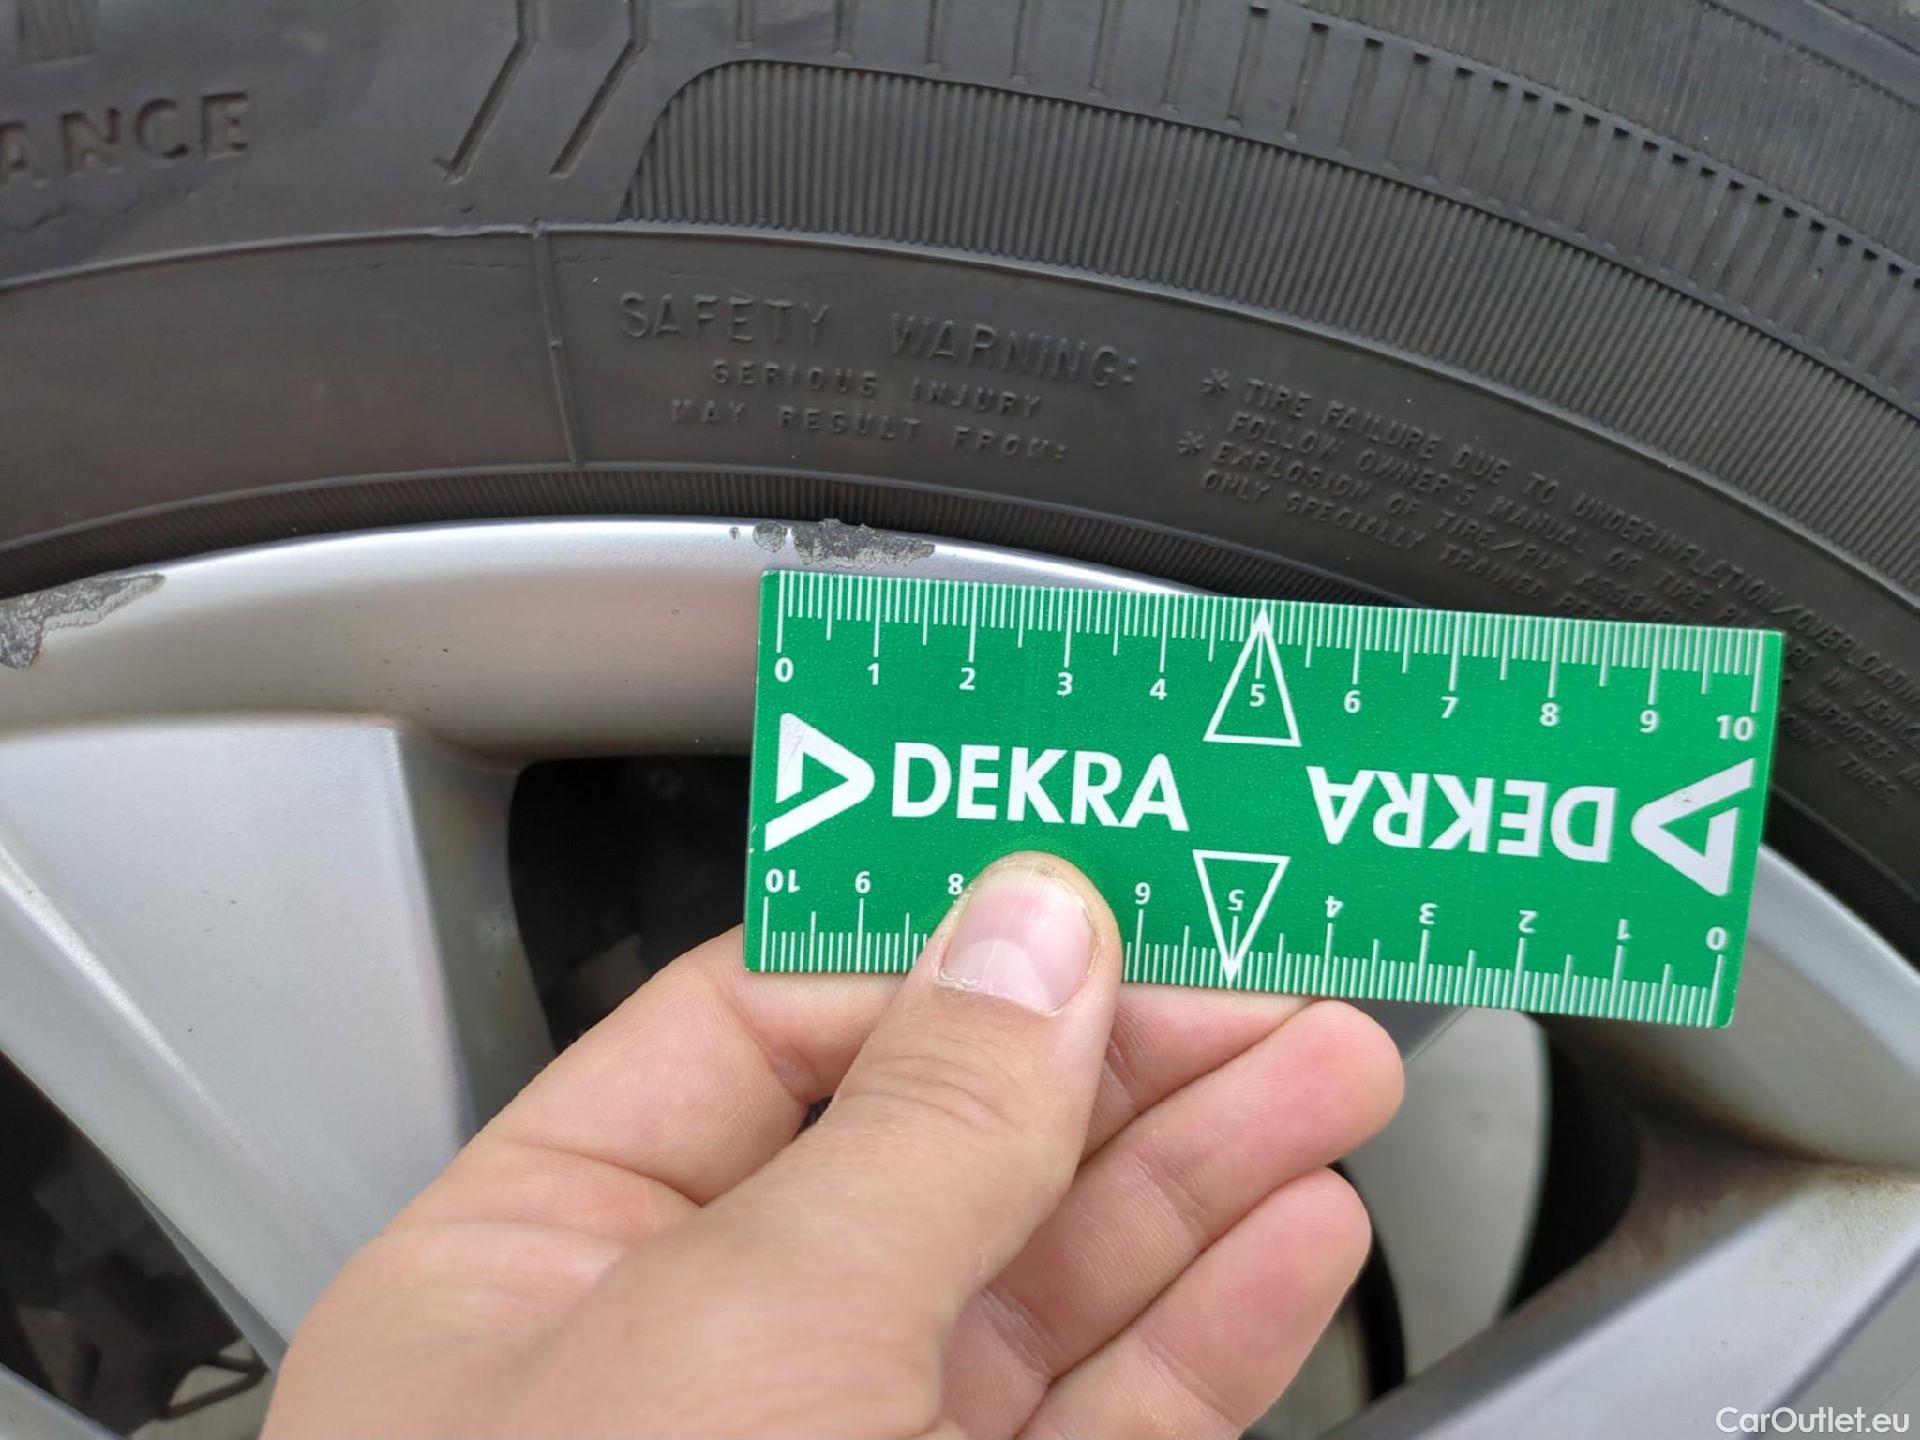 ANCE
SAFETY WARNING:
SERIOUS INJURY
MAY RESULT FROM:
* TIRE FAILURE DUE TO UNDERINFLATION/OVERLOADING
FOLLOW OWNER'S MANUAL OR TIRE
* EXPLOSION OF TIRE/RIM
ONLY SPECIALLY TRAINED
0 1 2 3 4 5 6 7 8 9 10
DEKRA DEKRA
10 9 8 6 5 4 3 2 1 0
CarOutlet.eu